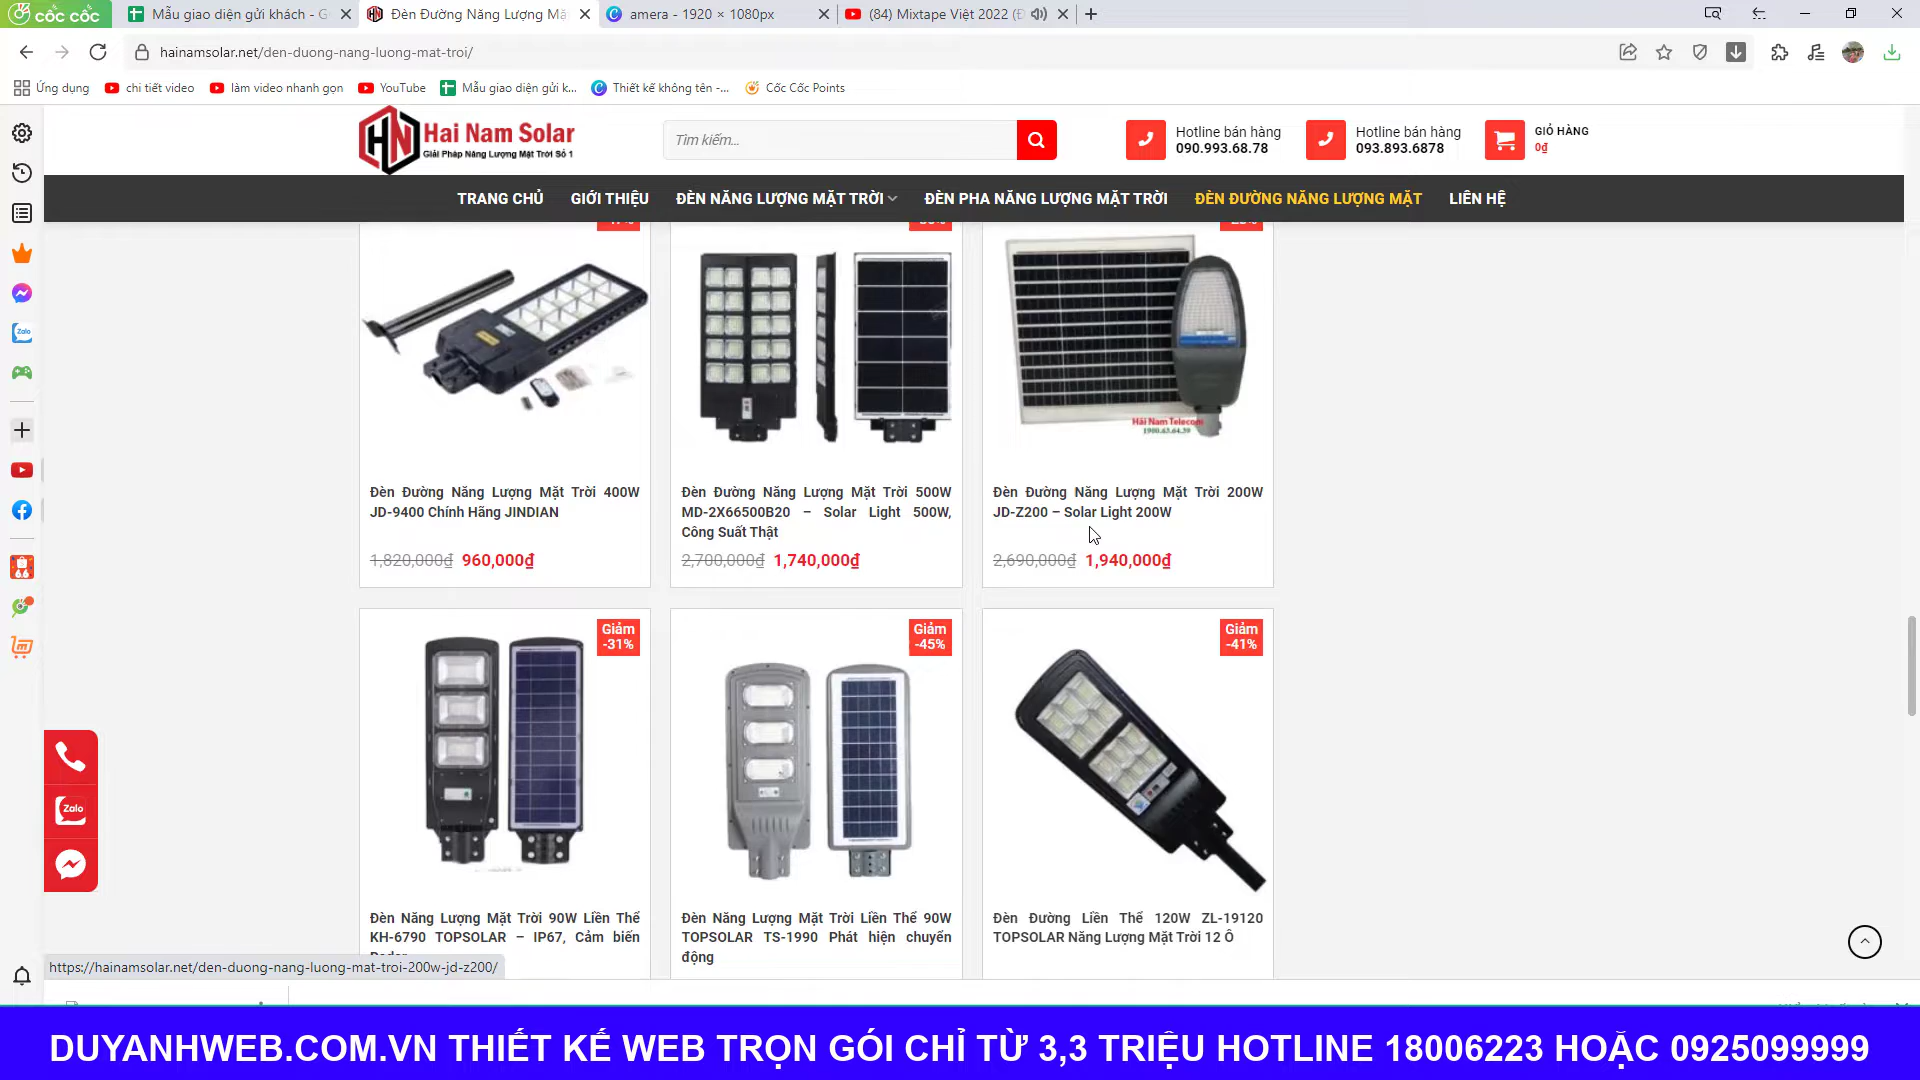 cốc cốc
Mẫu giao diện gửi khách - G
Đèn Đường Năng Lượng Mặ
amera - 1920 × 1080px
(84) Mixtape Việt 2022 (Đ
hainamsolar.net/den-duong-nang-luong-mat-troi/
Ứng dụng
chi tiết video
làm video nhanh gọn
YouTube
Mẫu giao diện gửi k...
Thiết kế không tên -...
Cốc Cốc Points
HN Hai Nam Solar
Giải Pháp Năng Lượng Mặt Trời Số 1
Tìm kiếm...
Hotline bán hàng
090.993.68.78
Hotline bán hàng
093.893.6878
GIỎ HÀNG
0₫
TRANG CHỦ
GIỚI THIỆU
ĐÈN NĂNG LƯỢNG MẶT TRỜI
ĐÈN PHA NĂNG LƯỢNG MẶT TRỜI
ĐÈN ĐƯỜNG NĂNG LƯỢNG MẶT
LIÊN HỆ
Hải Nam Telecom
1900.63.64.39
Đèn Đường Năng Lượng Mặt Trời 400W
JD-9400 Chính Hãng JINDIAN
1,820,000₫ 960,000₫
Đèn Đường Năng Lượng Mặt Trời 500W
MD-2X66500B20 – Solar Light 500W,
Công Suất Thật
2,700,000₫ 1,740,000₫
Đèn Đường Năng Lượng Mặt Trời 200W
JD-Z200 – Solar Light 200W
2,690,000₫ 1,940,000₫
Giảm
-31%
Giảm
-45%
Giảm
-41%
Zalo
Zalo
Đèn Năng Lượng Mặt Trời 90W Liền Thể
KH-6790 TOPSOLAR – IP67, Cảm biến
Đèn Năng Lượng Mặt Trời Liền Thể 90W
TOPSOLAR TS-1990 Phát hiện chuyển
động
Đèn Đường Liền Thể 120W ZL-19120
TOPSOLAR Năng Lượng Mặt Trời 12 Ô
https://hainamsolar.net/den-duong-nang-luong-mat-troi-200w-jd-z200/
DUYANHWEB.COM.VN THIẾT KẾ WEB TRỌN GÓI CHỈ TỪ 3,3 TRIỆU HOTLINE 18006223 HOẶC 0925099999